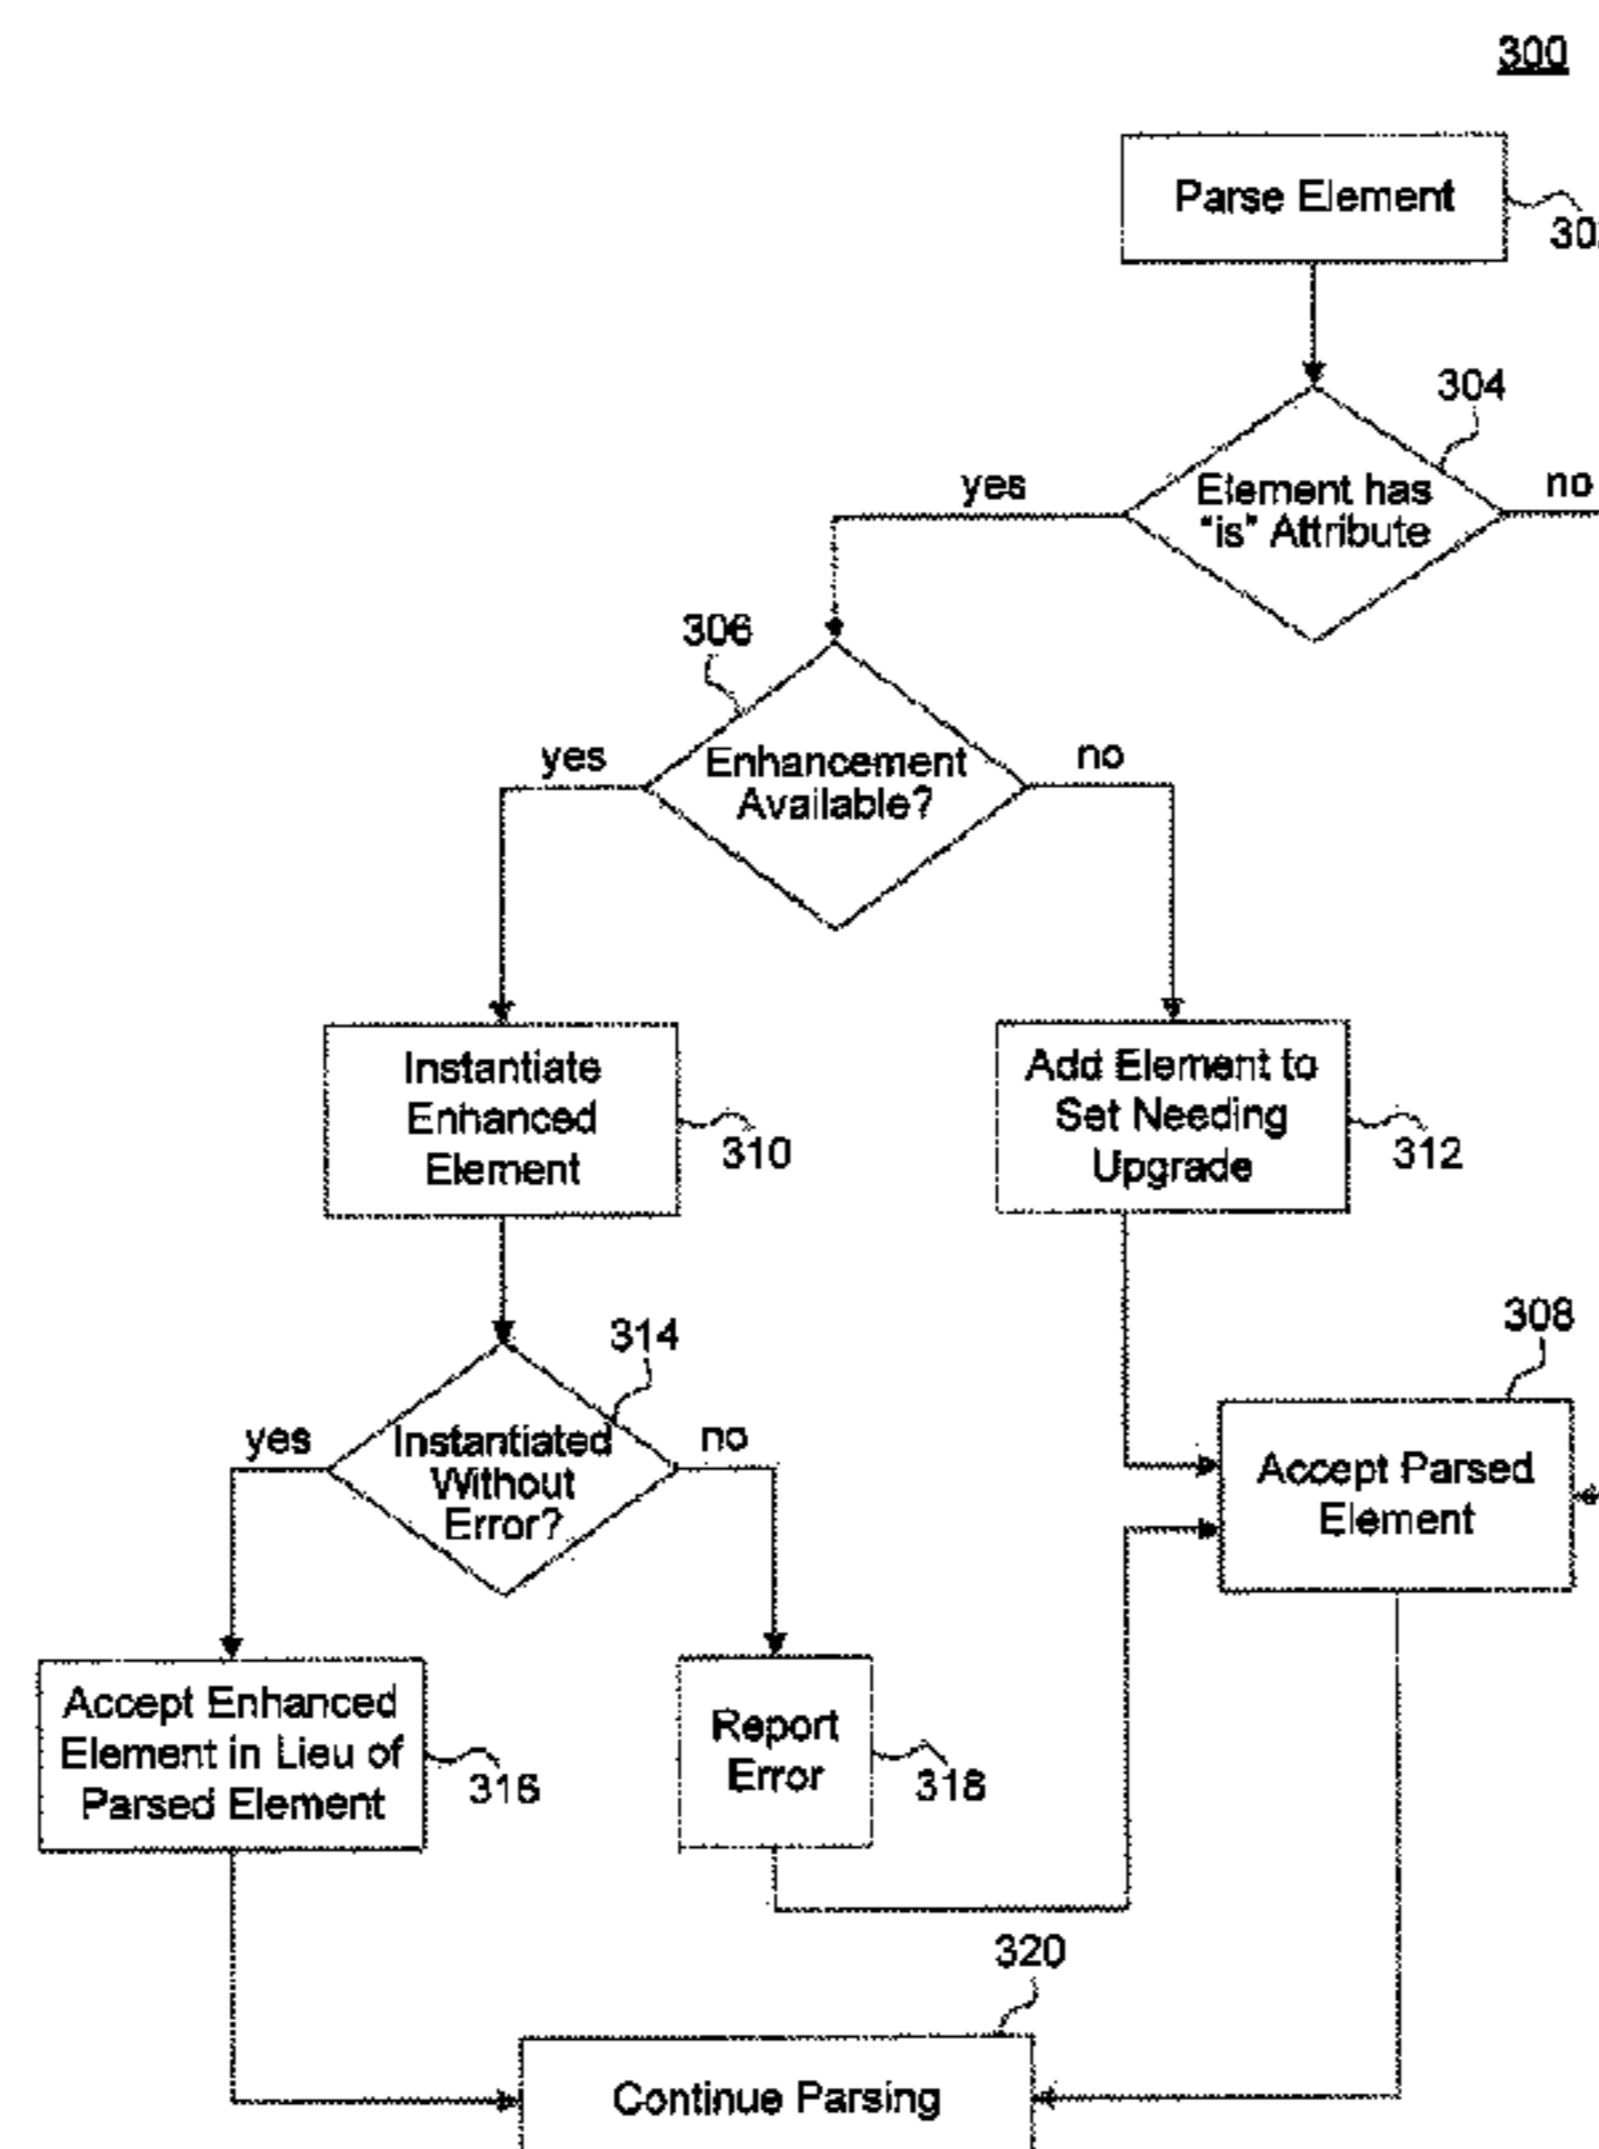 300
Parse Element
304
Element has
"is" Attribute
yes
no
306
Enhancement
Available?
yes
no
Instantiate
Enhanced
Element
310
Add Element to
Set Needing
Upgrade
312
314
Instantiated
Without
Error?
yes
no
308
Accept Parsed
Element
Accept Enhanced
Element in Lieu of
Parsed Element
316
Report
Error
318
320
Continue Parsing